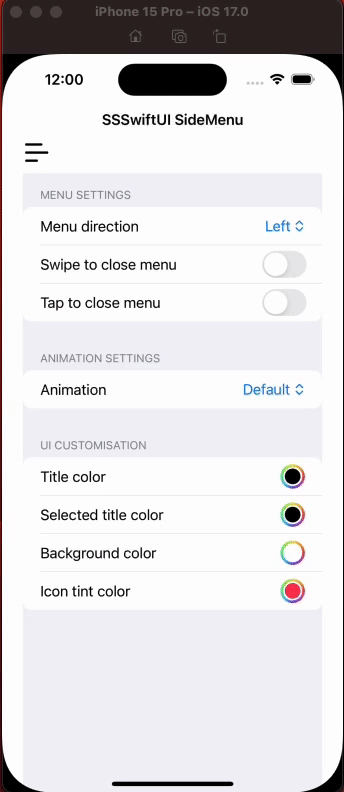 iPhone 15 Pro – iOS 17.0
12:00
SSSwiftUI SideMenu
MENU SETTINGS
Menu direction Left
Swipe to close menu
Tap to close menu
ANIMATION SETTINGS
Animation Default
UI CUSTOMISATION
Title color
Selected title color
Background color
Icon tint color